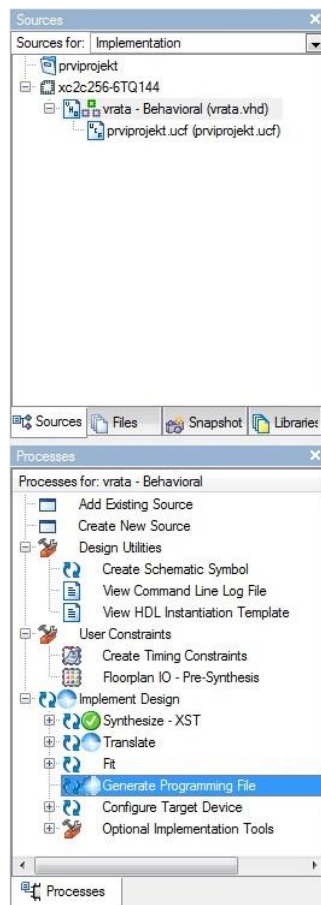 Sources
Sources for: Implementation
prviprojekt
xc2c256-6TQ144
vrata - Behavioral (vrata.vhd)
prviprojekt.ucf (prviprojekt.ucf)
Sources Files Snapshot Libraries
Processes
Processes for: vrata - Behavioral
Add Existing Source
Create New Source
Design Utilities
Create Schematic Symbol
View Command Line Log File
View HDL Instantiation Template
User Constraints
Create Timing Constraints
Floorplan IO - Pre-Synthesis
Implement Design
Synthesize - XST
Translate
Fit
Generate Programming File
Configure Target Device
Optional Implementation Tools
Processes